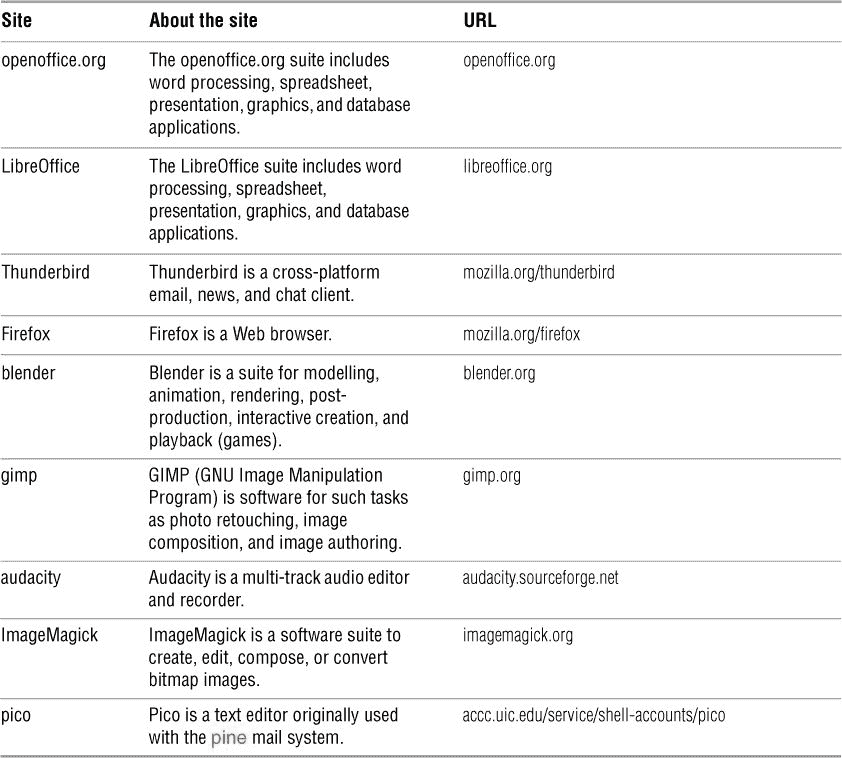 Site About the site URL
openoffice.org The openoffice.org suite includes openoffice.org
word processing, spreadsheet,
presentation, graphics, and database
applications.
LibreOffice The LibreOffice suite includes word libreoffice.org
processing, spreadsheet,
presentation, graphics, and database
applications.
Thunderbird Thunderbird is a cross-platform mozilla.org/thunderbird
email, news, and chat client.
Firefox Firefox is a Web browser. mozilla.org/firefox
blender Blender is a suite for modelling, blender.org
animation, rendering, post-
production, interactive creation, and
playback (games).
gimp GIMP (GNU Image Manipulation gimp.org
Program) is software for such tasks
as photo retouching, image
composition, and image authoring.
audacity Audacity is a multi-track audio editor audacity.sourceforge.net
and recorder.
ImageMagick ImageMagick is a software suite to imagemagick.org
create, edit, compose, or convert
bitmap images.
pico Pico is a text editor originally used accc.uic.edu/service/shell-accounts/pico
with the pine mail system.